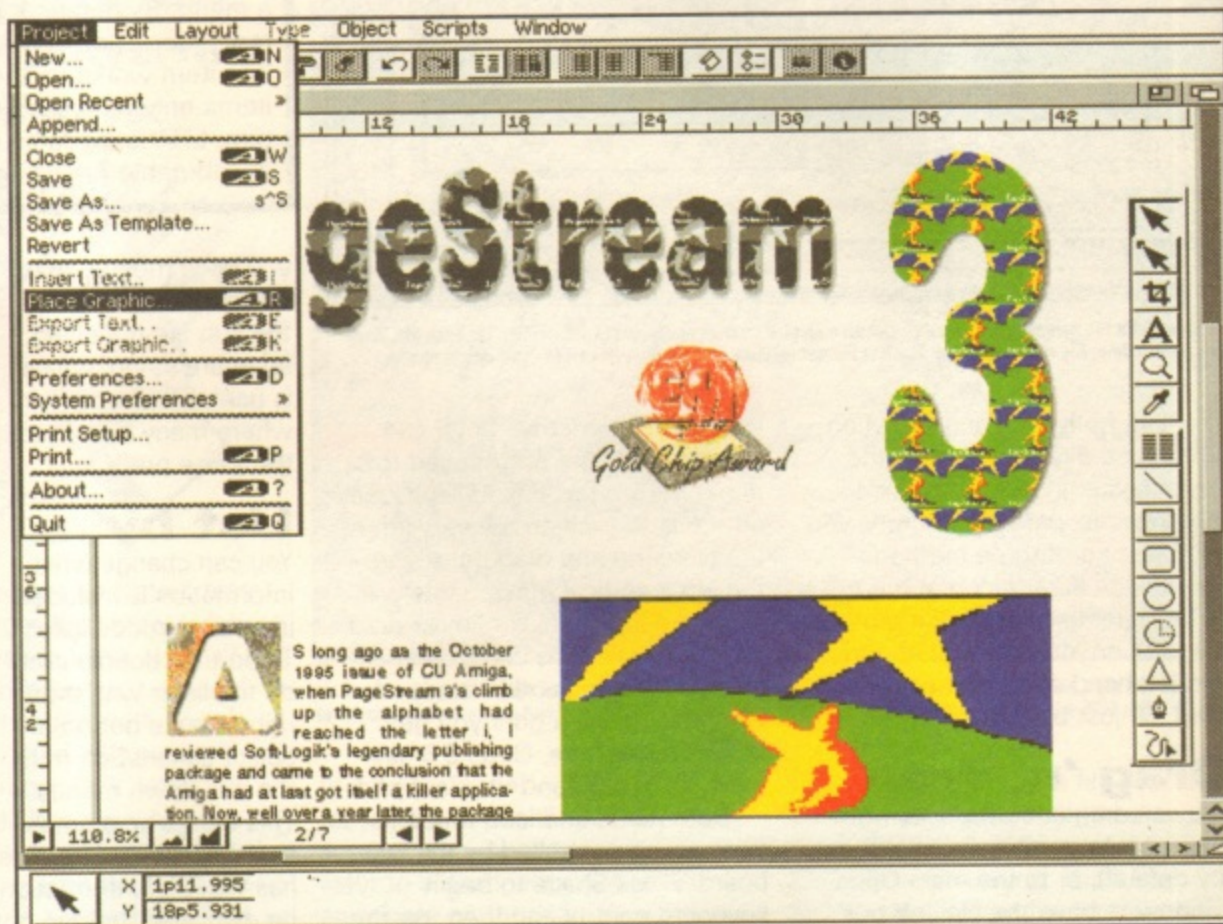 Project Edit Layout Type Object Scripts Window
New... N
Open... O
Open Recent »
Append...
Close W
Save S
Save As... s^S
Save As Template...
Revert
Insert Text... I
Place Graphic... R
Export Text... E
Export Graphic... K
Preferences... D
System Preferences »
Print Setup...
Print... P
About... ?
Quit Q
12 18 24 30 36 42
geStream 3
Gold Chip Award
36
42
A S long ago as the October
1995 issue of CU Amiga,
when PageStream's climb
up the alphabet had
reached the letter I I
reviewed Soft-Logik's legendary publishing
package and came to the conclusion that the
Amiga had at last got itself a killer applica-
tion. Now, well over a year later, the package
110.8% 2/7
X 1p11.995
Y 18p5.931